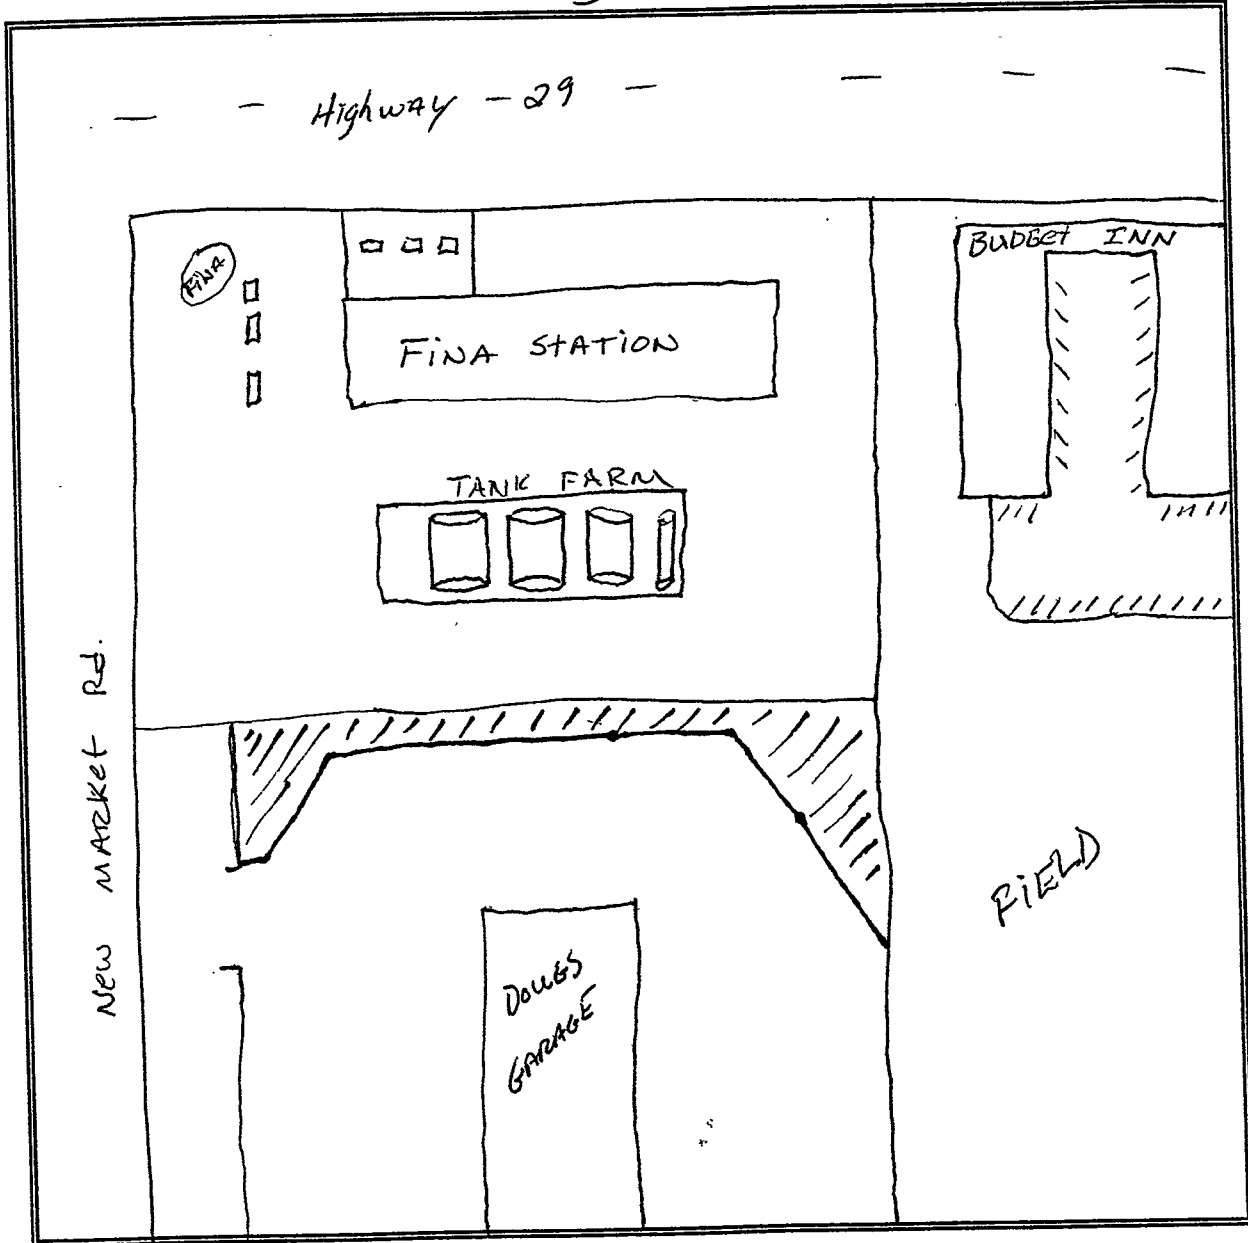 Highway - 29
FINA
BUDGET INN
FINA STATION
TANK FARM
New MARKet Rd.
FIELD
DOUGS
GARAGE